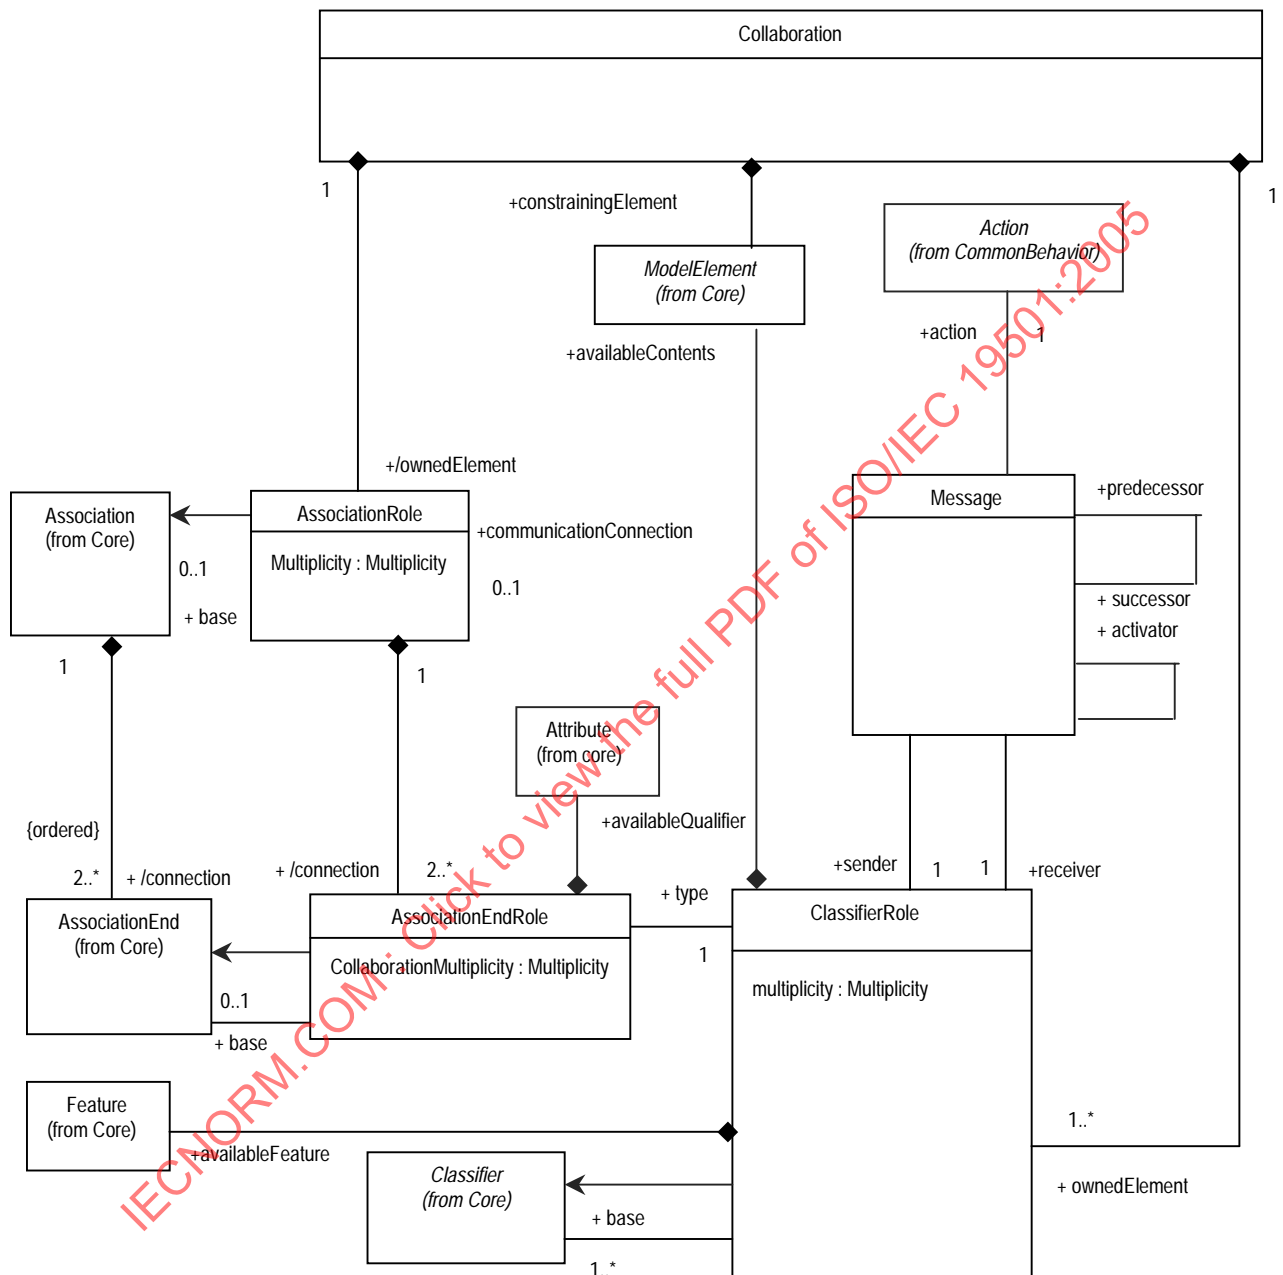 Collaboration
1
+constrainingElement
1
Action
(from CommonBehavior)
ModelElement
(from Core)
+action
1
+availableContents
+/ownedElement
Association
(from Core)
AssociationRole
Multiplicity : Multiplicity
+communicationConnection
0..1
0..1
+ base
Message
+predecessor
+ successor
+ activator
1
1
Attribute
(from core)
+availableQualifier
{ordered}
2..*
+ /connection
+ /connection
2..*
+sender
1
1
+receiver
+ type
1
AssociationEnd
(from Core)
AssociationEndRole
CollaborationMultiplicity : Multiplicity
ClassifierRole
multiplicity : Multiplicity
0..1
+ base
Feature
(from Core)
+availableFeature
1..*
+ ownedElement
Classifier
(from Core)
+ base
1..*
IECNORM.COM : Click to view the full PDF of ISO/IEC 19501:2005